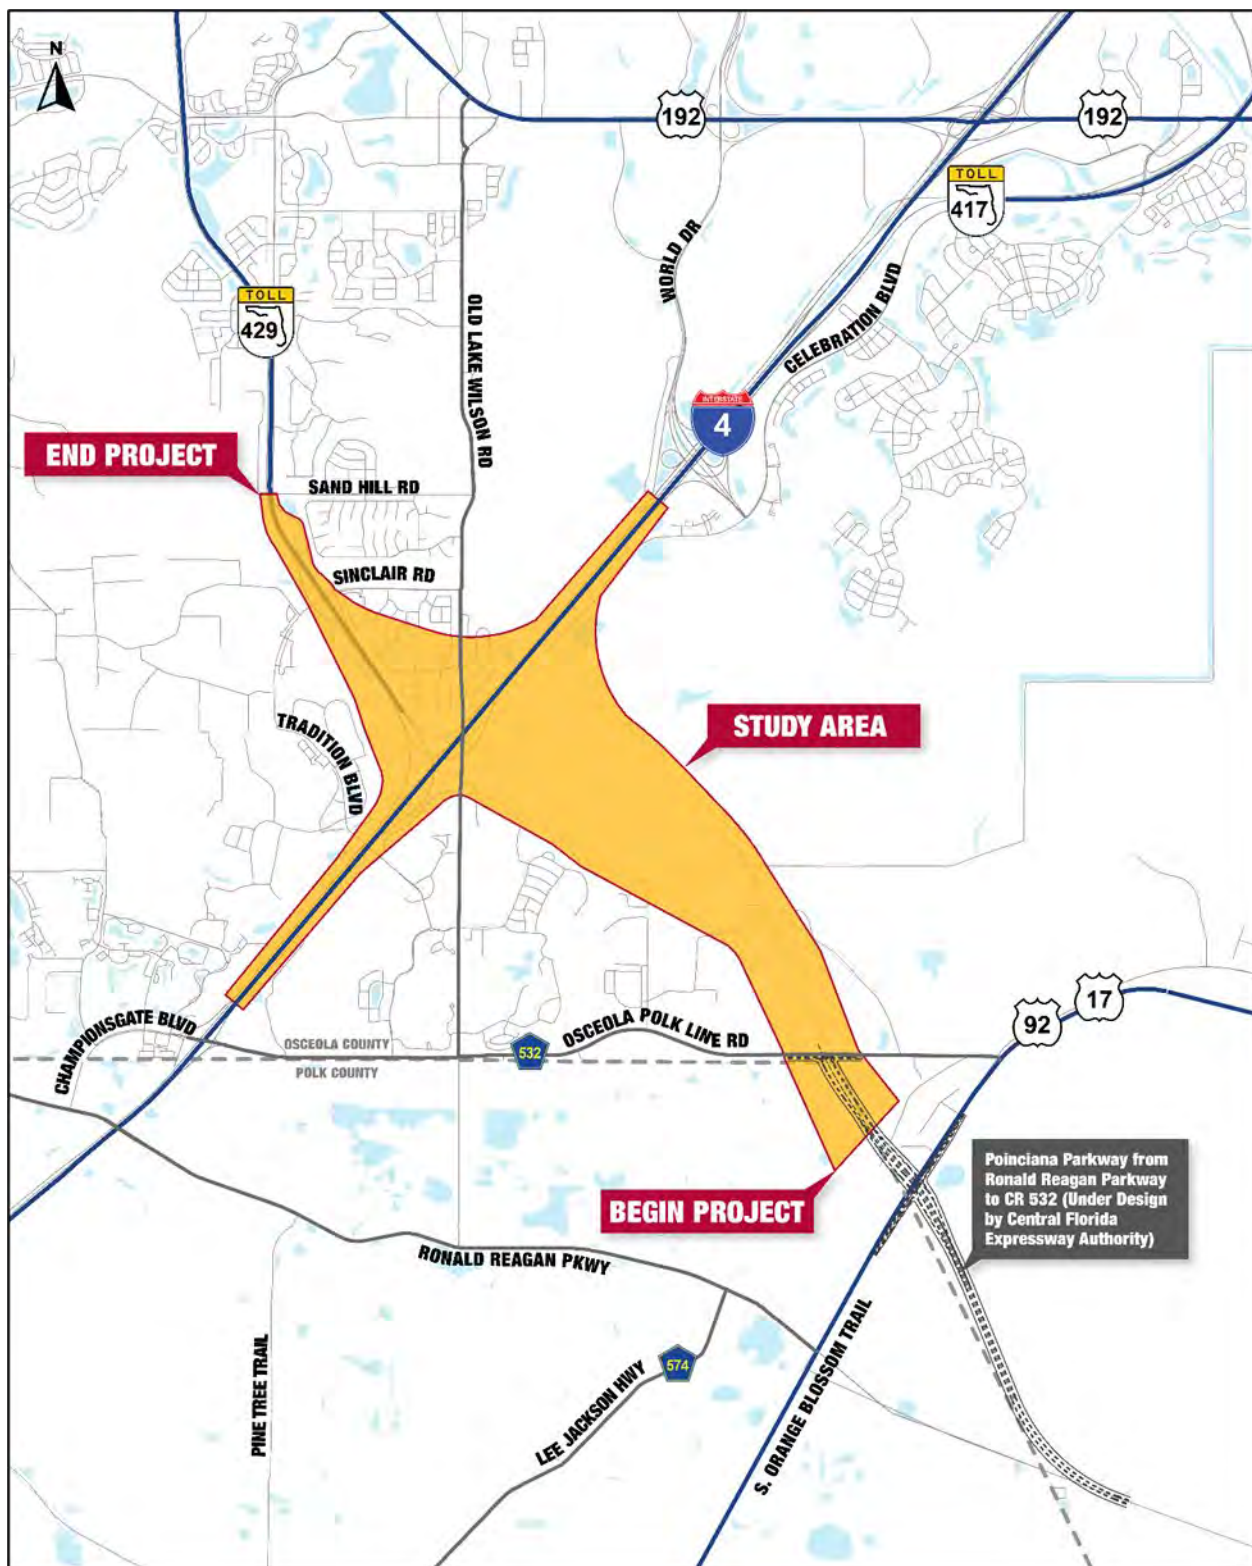 N
192
192
TOLL
417
WORLD DR
CELEBRATION BLVD
TOLL
429
OLD LAKE WILSON RD
INTERSTATE
4
END PROJECT
SAND HILL RD
SINCLAIR RD
STUDY AREA
TRADITION BLVD
17
92
CHAMPIONSGATE BLVD
OSCEOLA COUNTY
POLK COUNTY
532
OSCEOLA POLK LINE RD
Poinciana Parkway from
Ronald Reagan Parkway
to CR 532 (Under Design
by Central Florida
Expressway Authority)
BEGIN PROJECT
RONALD REAGAN PKWY
PINE TREE TRAIL
574
LEE JACKSON HWY
S. ORANGE BLOSSOM TRAIL